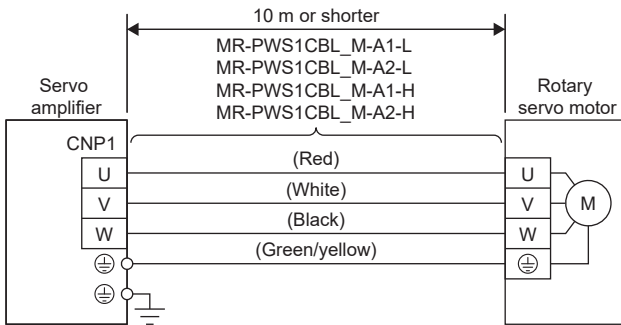 10 m or shorter
MR-PWS1CBL_M-A1-L
MR-PWS1CBL_M-A2-L
MR-PWS1CBL_M-A1-H
MR-PWS1CBL_M-A2-H
Servo
amplifier
Rotary
servo motor
CNP1
U
(Red)
U
V
(White)
V
M
W
(Black)
W
(Green/yellow)